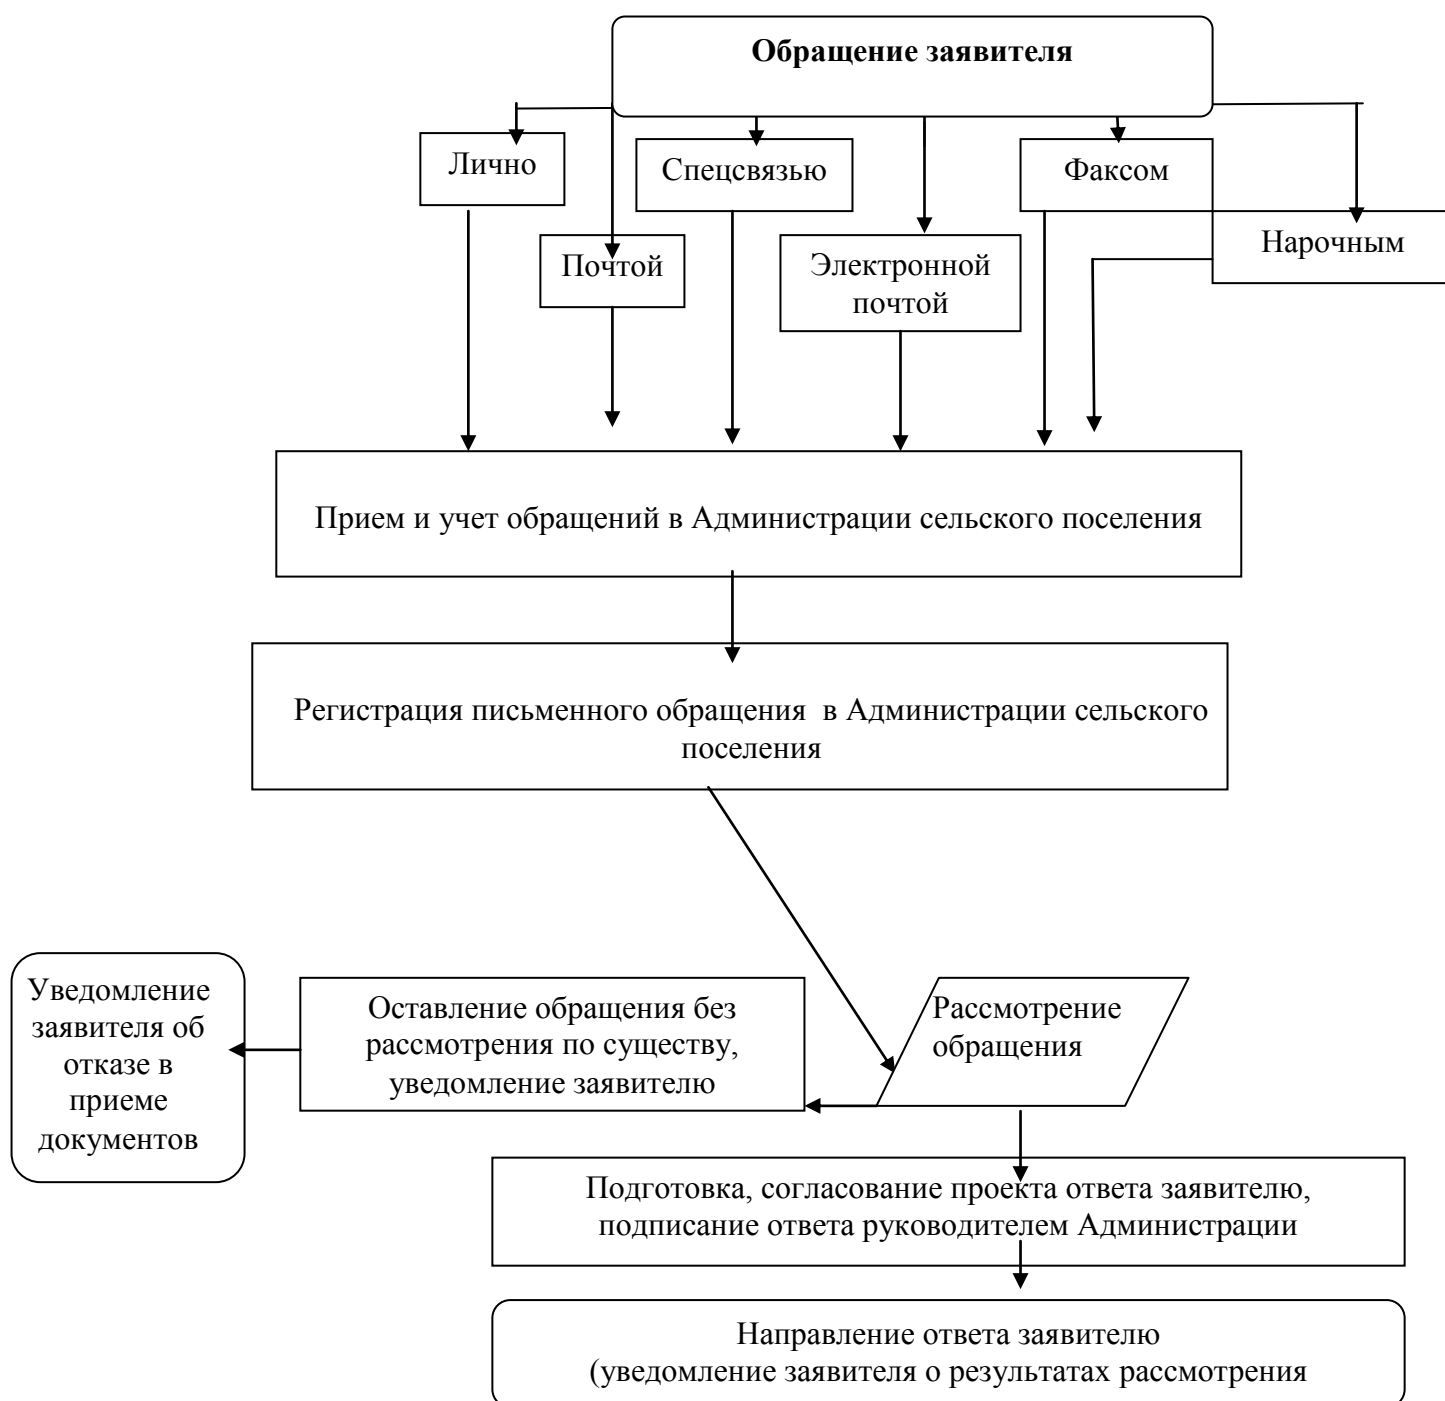 Обращение заявителя
Лично
Спецсвязью
Факсом
Нарочным
Почтой
Электронной
почтой
Прием и учет обращений в Администрации сельского поселения
Регистрация письменного обращения  в Администрации сельского
поселения
Уведомление
заявителя об
отказе в
приеме
документов
Оставление обращения без
рассмотрения по существу,
уведомление заявителю
Рассмотрение
обращения
Подготовка, согласование проекта ответа заявителю,
подписание ответа руководителем Администрации
Направление ответа заявителю
(уведомление заявителя о результатах рассмотрения